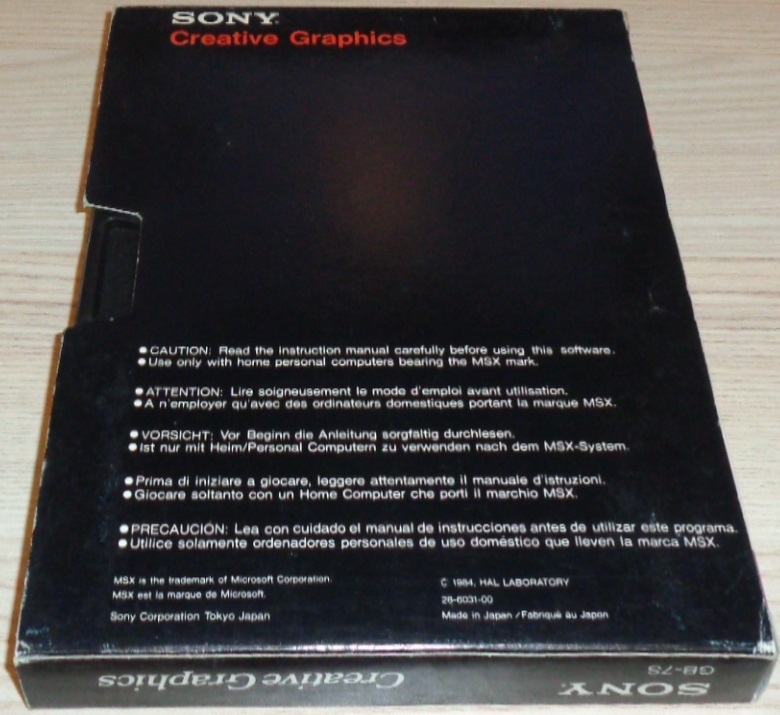 SONY
Creative Graphics
● CAUTION: Read the instruction manual carefully before using this software.
● Use only with home personal computers bearing the MSX mark.
● ATTENTION: Lire soigneusement le mode d'emploi avant utilisation.
● A n'employer qu'avec des ordinateurs domestiques portant la marque MSX.
● VORSICHT: Vor Beginn die Anleitung sorgfältig durchlesen.
● Ist nur mit Heim/Personal Computern zu verwenden nach dem MSX-System.
● Prima di iniziare a giocare, leggere attentamente il manuale d'istruzioni.
● Giocare soltanto con un Home Computer che porti il marchio MSX.
● PRECAUCIÓN: Lea con cuidado el manual de instrucciones antes de utilizar este programa.
● Utilice solamente ordenadores personales de uso doméstico que lleven la marca MSX.
MSX is the trademark of Microsoft Corporation.
MSX est la marque de Microsoft.
Sony Corporation Tokyo Japan
© 1984, HAL LABORATORY
28-6031-00
Made in Japan / Fabriqué au Japon
SONY
Creative Graphics
GB-7S